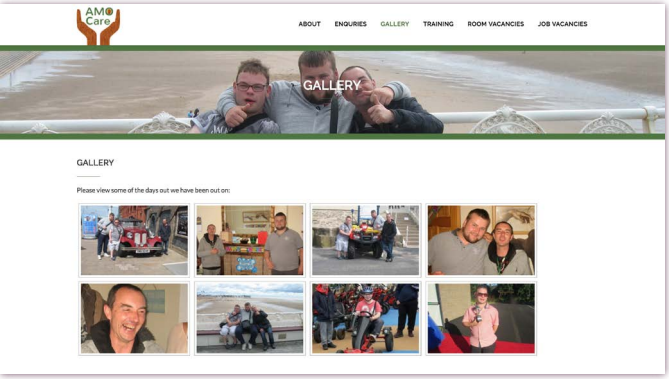 AMO
Care
ABOUT ENQURIES GALLERY TRAINING ROOM VACANCIES JOB VACANCIES
GALLERY
GALLERY
Please view some of the days out we have been out on: